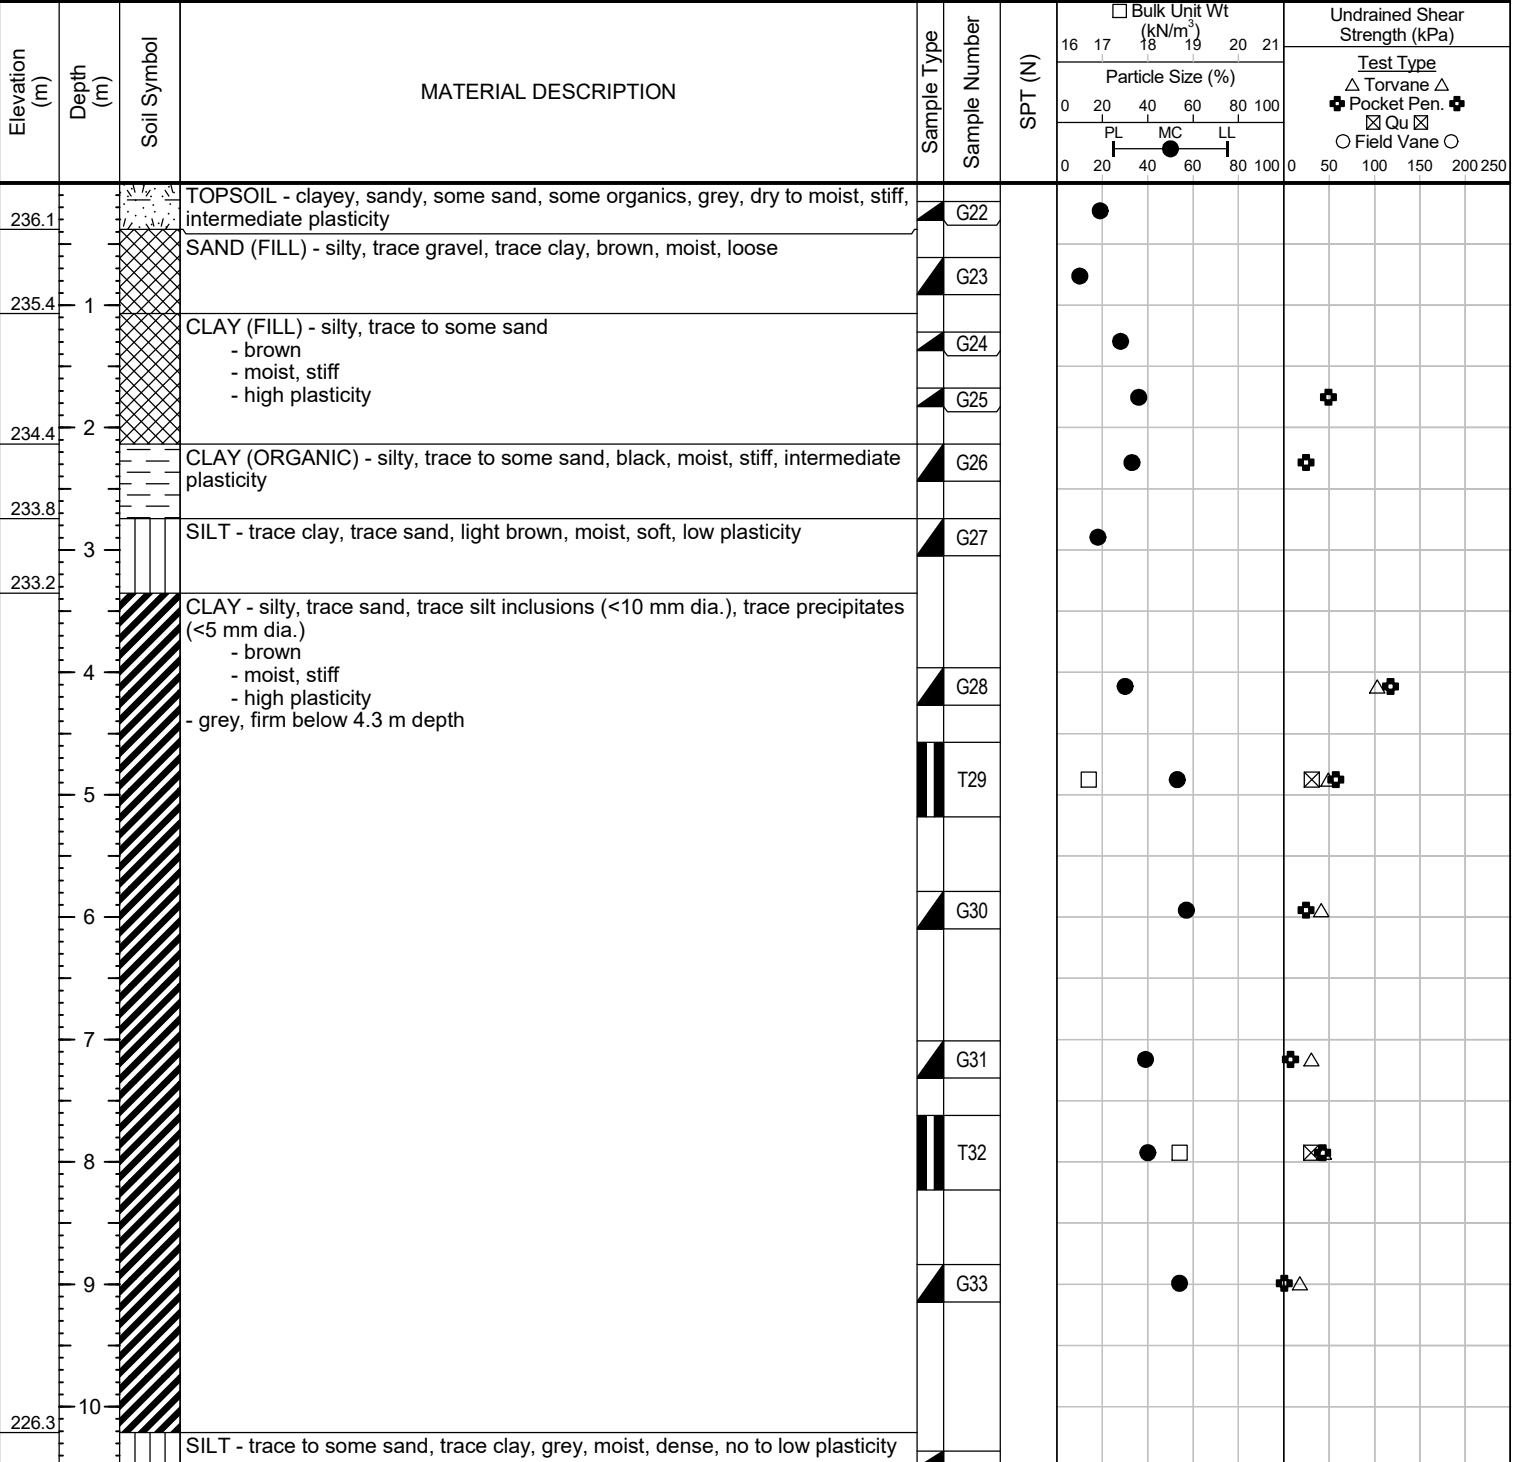 Elevation
(m)
Depth
(m)
Soil Symbol
MATERIAL DESCRIPTION
Sample Type
Sample Number
SPT (N)
Bulk Unit Wt
(kN/m³)
16 17 18 19 20 21
Particle Size (%)
0 20 40 60 80 100
PL MC LL
0 20 40 60 80 100
Undrained Shear
Strength (kPa)
Test Type
Torvane
Pocket Pen.
Qu
Field Vane
0 50 100 150 200 250
TOPSOIL - clayey, sandy, some sand, some organics, grey, dry to moist, stiff,
intermediate plasticity
G22
236.1
SAND (FILL) - silty, trace gravel, trace clay, brown, moist, loose
G23
235.4
1
CLAY (FILL) - silty, trace to some sand
- brown
- moist, stiff
- high plasticity
G24
G25
2
234.4
CLAY (ORGANIC) - silty, trace to some sand, black, moist, stiff, intermediate
plasticity
G26
233.8
SILT - trace clay, trace sand, light brown, moist, soft, low plasticity
G27
3
233.2
CLAY - silty, trace sand, trace silt inclusions (<10 mm dia.), trace precipitates
(<5 mm dia.)
- brown
- moist, stiff
- high plasticity
- grey, firm below 4.3 m depth
4
G28
T29
5
G30
6
7
G31
T32
8
G33
9
10
226.3
SILT - trace to some sand, trace clay, grey, moist, dense, no to low plasticity